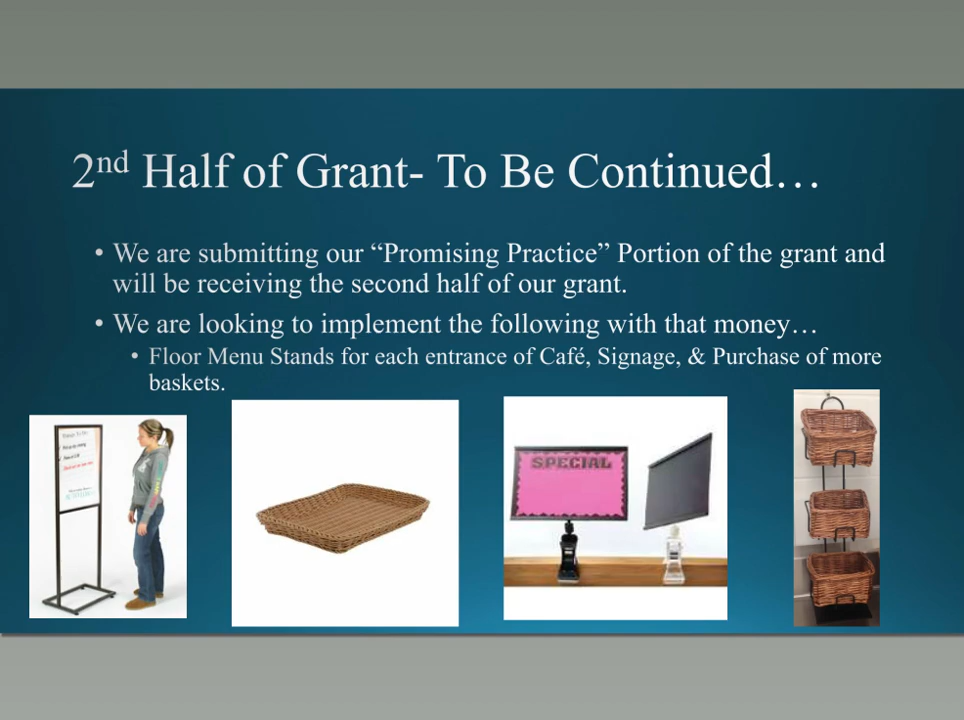 2nd Half of Grant- To Be Continued…
• We are submitting our “Promising Practice” Portion of the grant and
will be receiving the second half of our grant.
• We are looking to implement the following with that money…
• Floor Menu Stands for each entrance of Café, Signage, & Purchase of more
baskets.
SPECIAL